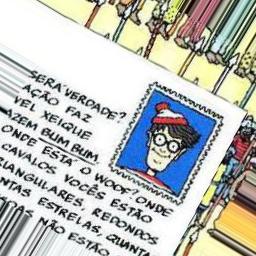 SERÁ VERDADE?
AÇÃO FAZ
VEL XEIQUE
ZEM BUM BUM
ONDE ESTÁ O WOOF? ONDE
CAVALOS VOCÊS ESTÃO
RIANGULARES, REDONDOS
NTAS ESTRELAS, QUANTA
NÃO ESTÃO